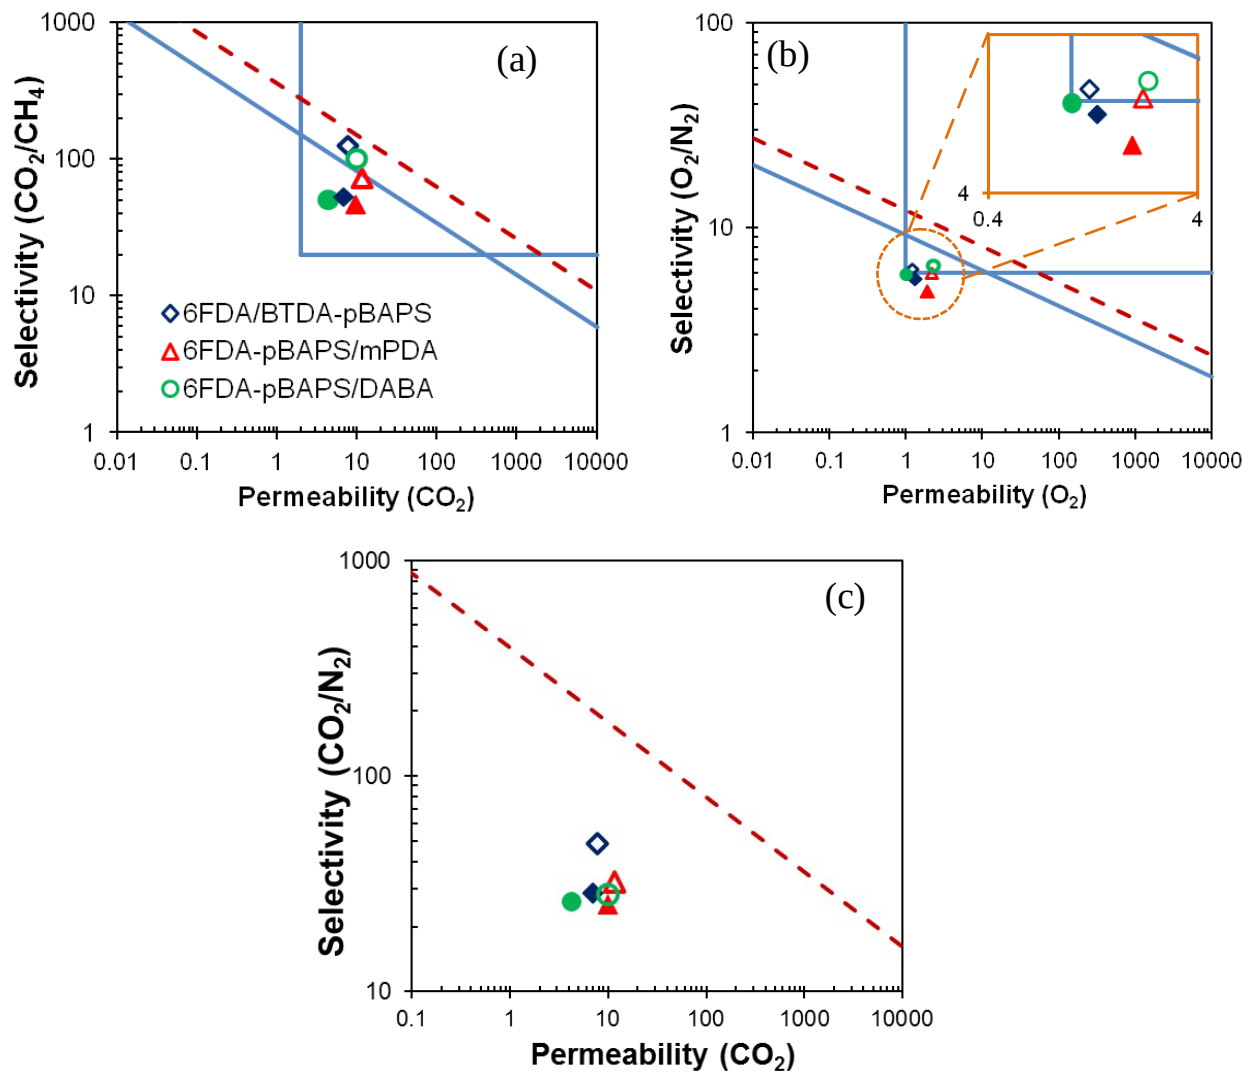 (a)
Selectivity (CO₂/CH₄)
1000
100
10
1
6FDA/BTDA-pBAPS
6FDA-pBAPS/mPDA
6FDA-pBAPS/DABA
0.01 0.1 1 10 100 1000 10000
Permeability (CO₂)
(b)
Selectivity (O₂/N₂)
100
10
1
4
0.4 4
0.01 0.1 1 10 100 1000 10000
Permeability (O₂)
(c)
Selectivity (CO₂/N₂)
1000
100
10
0.1 1 10 100 1000 10000
Permeability (CO₂)